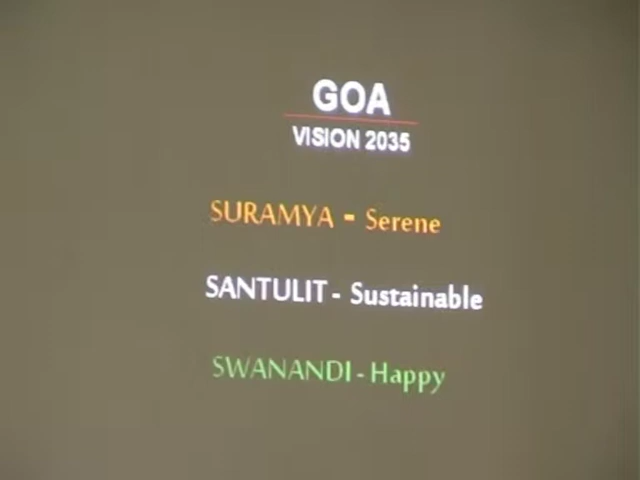 GOA
VISION 2035
SURAMYA - Serene
SANTULIT - Sustainable
SWANANDI - Happy